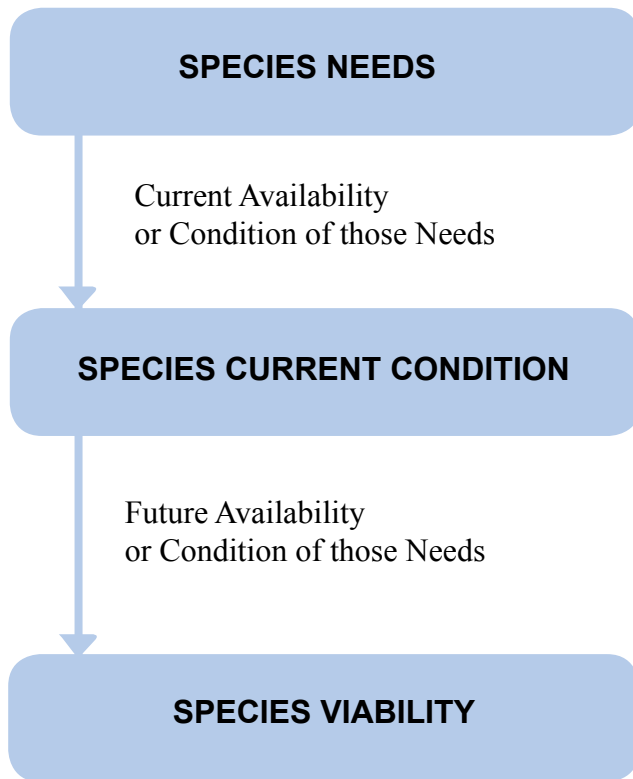 SPECIES NEEDS
Current Availability
or Condition of those Needs
SPECIES CURRENT CONDITION
Future Availability
or Condition of those Needs
SPECIES VIABILITY